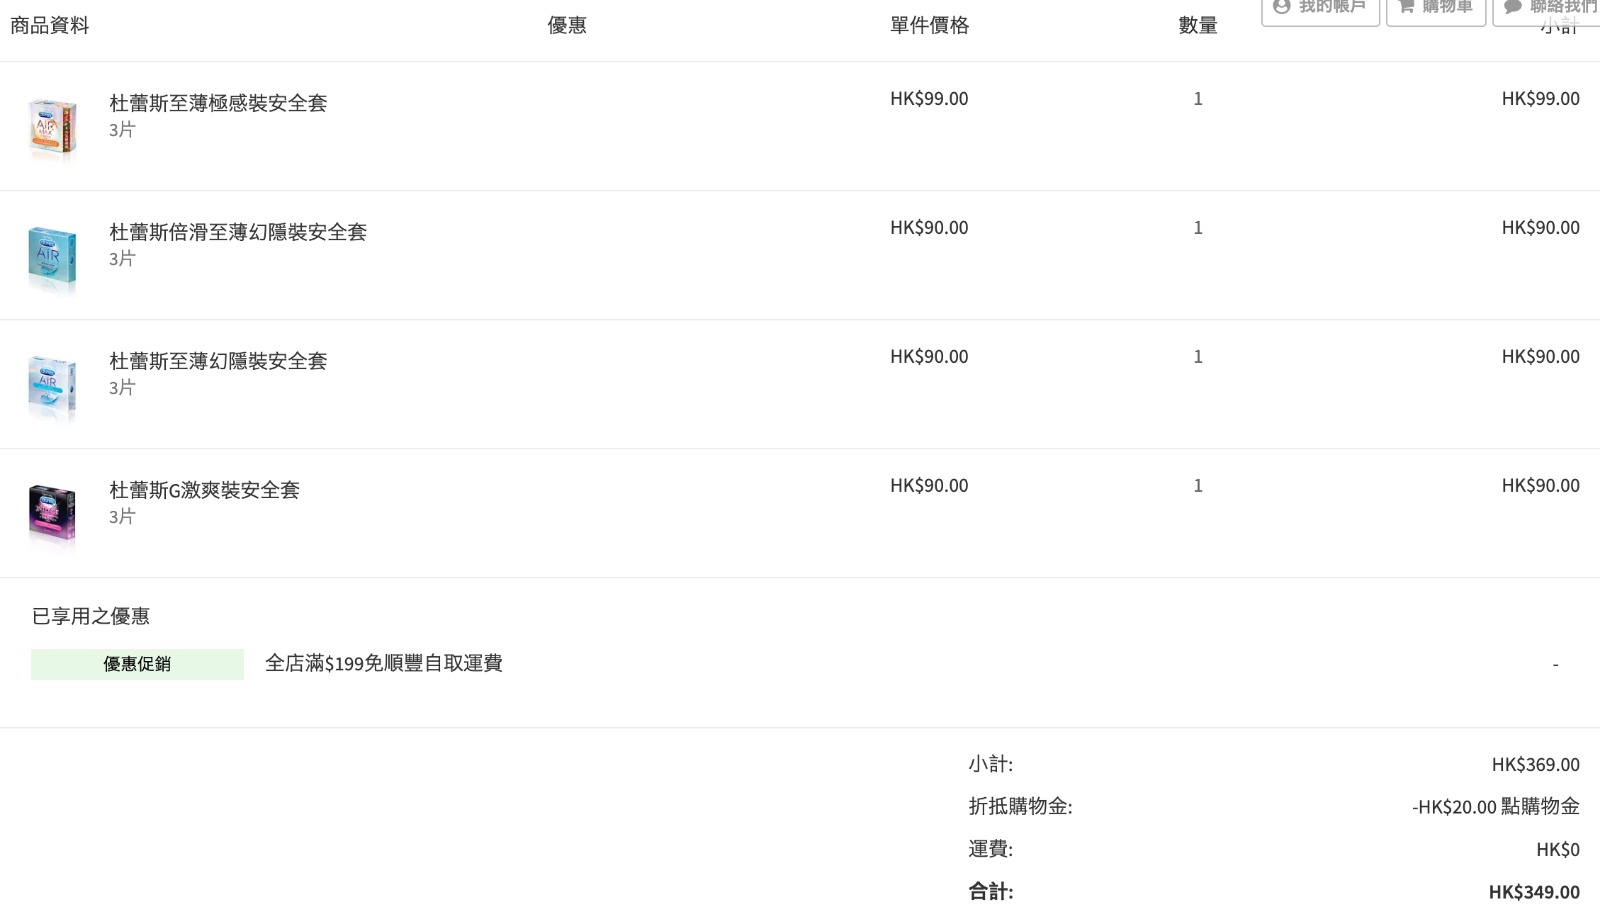 我的帳戶
購物車
聯絡我們
商品資料 優惠 單件價格 數量 小計
杜蕾斯至薄極感裝安全套 HK$99.00 1 HK$99.00
3片
杜蕾斯倍滑至薄幻隱裝安全套 HK$90.00 1 HK$90.00
3片
AIR
杜蕾斯至薄幻隱裝安全套 HK$90.00 1 HK$90.00
3片
AIR
杜蕾斯G激爽裝安全套 HK$90.00 1 HK$90.00
3片
已享用之優惠
優惠促銷 全店滿$199免順豐自取運費 -
小計: HK$369.00
折抵購物金: -HK$20.00 點購物金
運費: HK$0
合計: HK$349.00